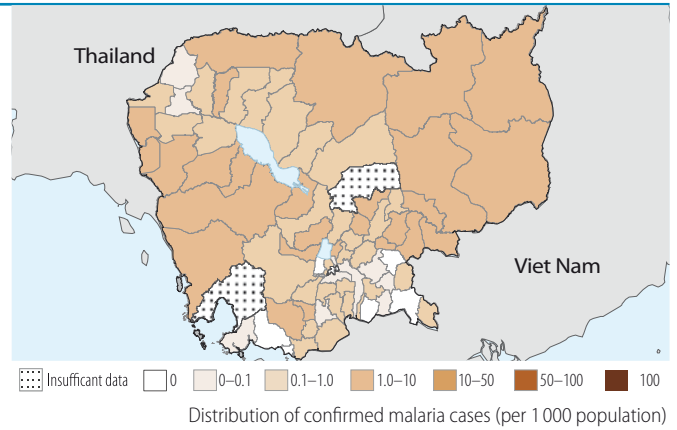 Thailand
Viet Nam
Insufficant data 0 0–0.1 0.1–1.0 1.0–10 10–50 50–100 100
Distribution of confirmed malaria cases (per 1 000 population)